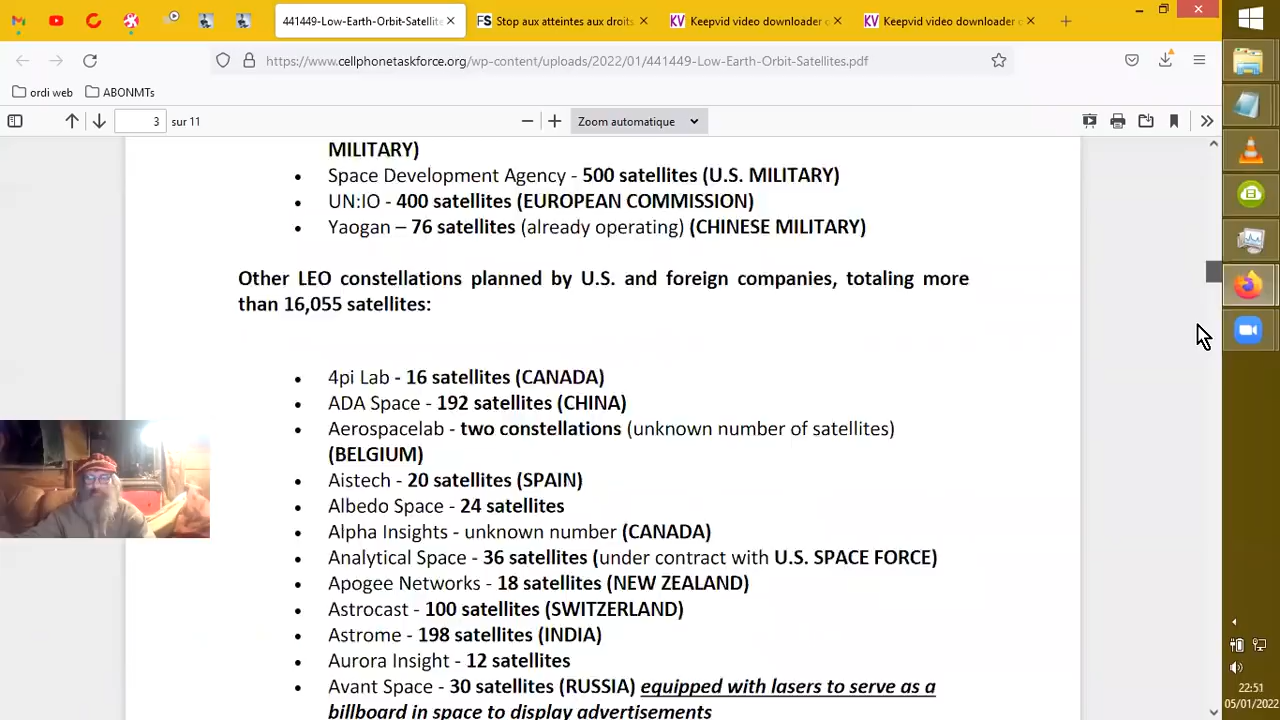 441449-Low-Earth-Orbit-Satellite
Stop aux atteintes aux droits
Keepvid video downloader
Keepvid video downloader
https://www.cellphonetaskforce.org/wp-content/uploads/2022/01/441449-Low-Earth-Orbit-Satellites.pdf
ordi web
ABONMTs
3 sur 11
Zoom automatique
MILITARY)
• Space Development Agency - 500 satellites (U.S. MILITARY)
• UN:IO - 400 satellites (EUROPEAN COMMISSION)
• Yaogan – 76 satellites (already operating) (CHINESE MILITARY)
Other LEO constellations planned by U.S. and foreign companies, totaling more
than 16,055 satellites:
• 4pi Lab - 16 satellites (CANADA)
• ADA Space - 192 satellites (CHINA)
• Aerospacelab - two constellations (unknown number of satellites)
(BELGIUM)
• Aistech - 20 satellites (SPAIN)
• Albedo Space - 24 satellites
• Alpha Insights - unknown number (CANADA)
• Analytical Space - 36 satellites (under contract with U.S. SPACE FORCE)
• Apogee Networks - 18 satellites (NEW ZEALAND)
• Astrocast - 100 satellites (SWITZERLAND)
• Astrome - 198 satellites (INDIA)
• Aurora Insight - 12 satellites
• Avant Space - 30 satellites (RUSSIA) equipped with lasers to serve as a
billboard in space to display advertisements
22:51
05/01/2022